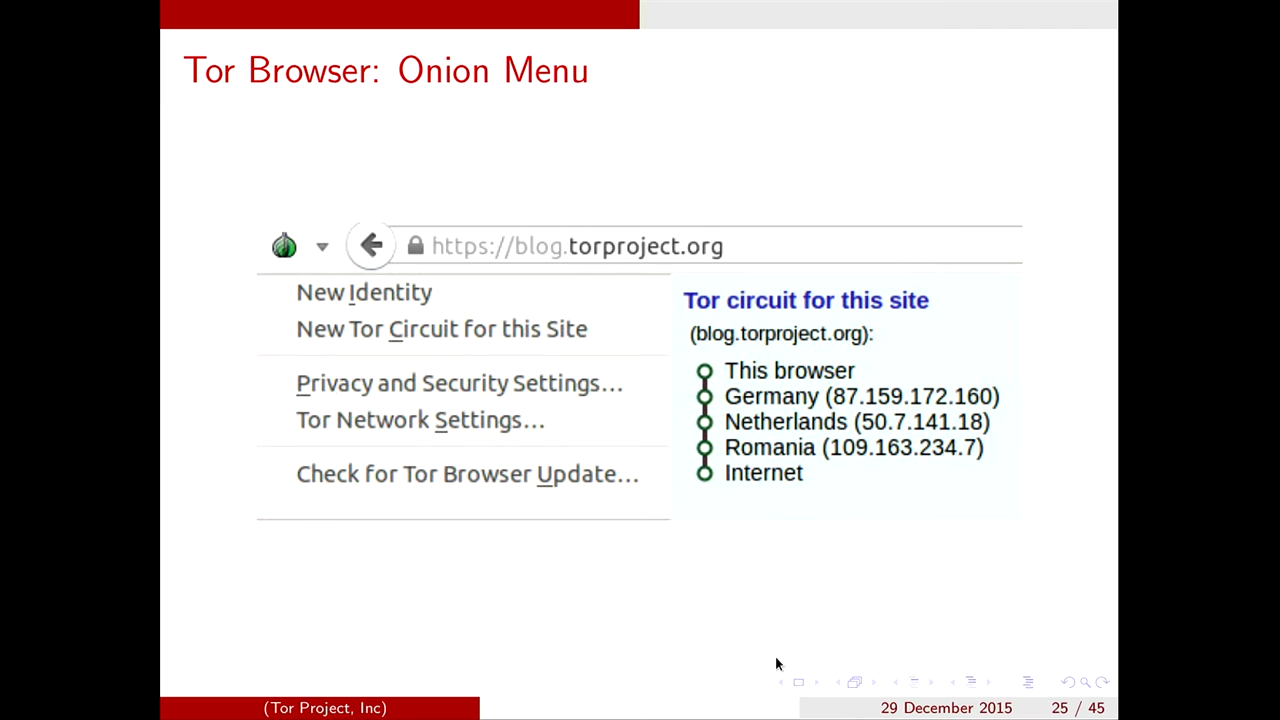 Tor Browser: Onion Menu
https://blog.torproject.org
New Identity
New Tor Circuit for this Site
Privacy and Security Settings...
Tor Network Settings...
Check for Tor Browser Update...
Tor circuit for this site
(blog.torproject.org):
This browser
Germany (87.159.172.160)
Netherlands (50.7.141.18)
Romania (109.163.234.7)
Internet
(Tor Project, Inc)
29 December 2015
25 / 45